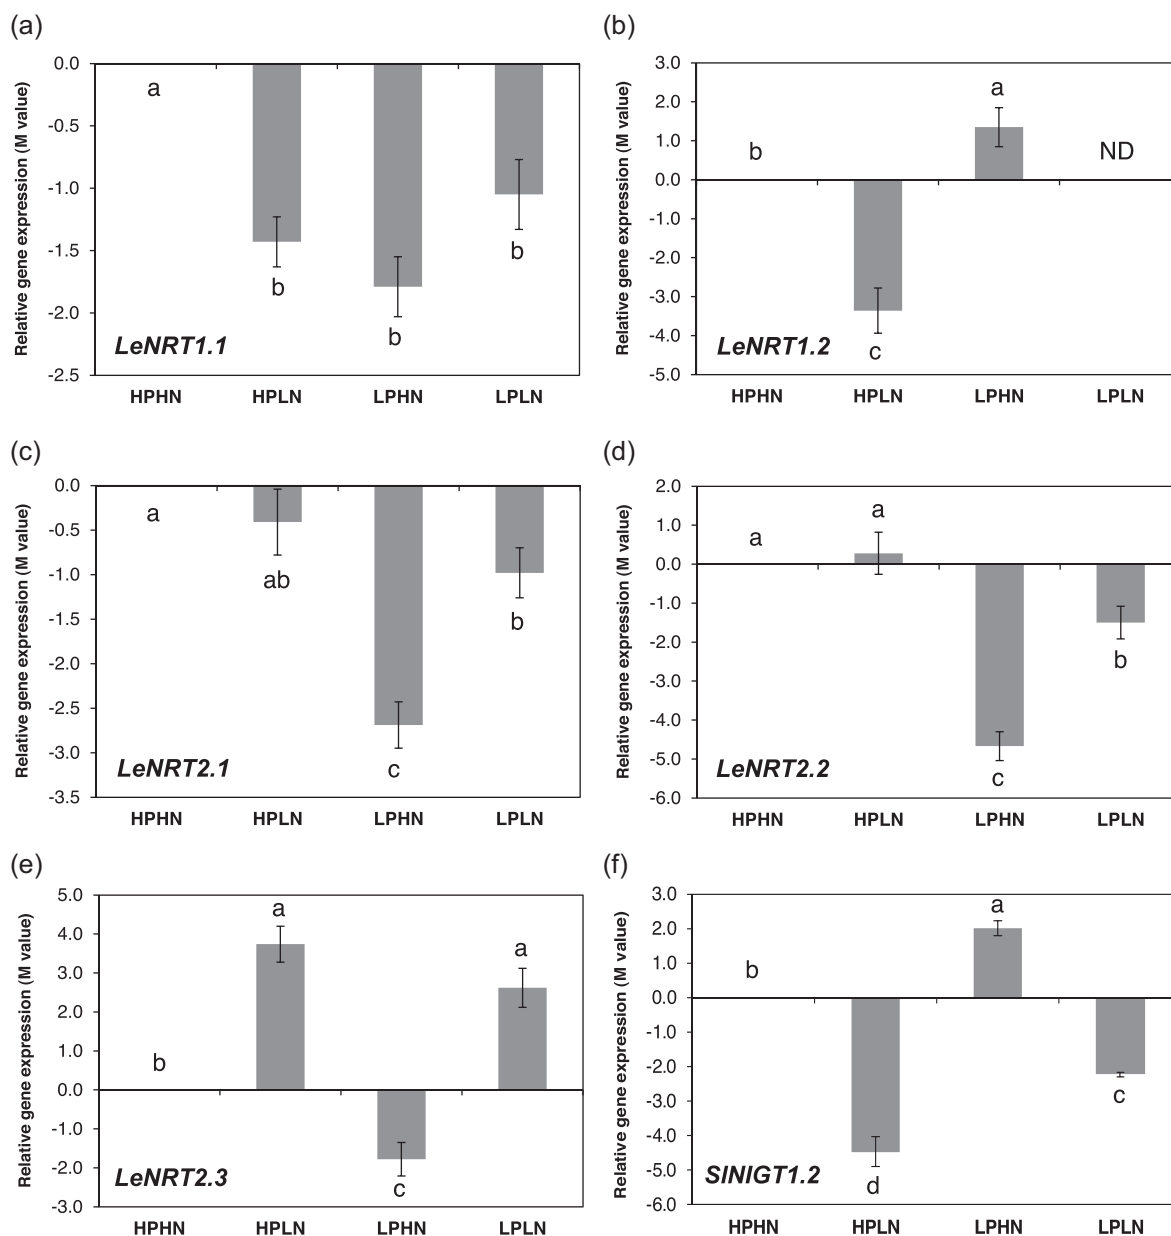 (a)
0.0
-0.5
-1.0
-1.5
-2.0
-2.5
Relative gene expression (M value)
a
b
b
b
LeNRT1.1
HPHN HPLN LPHN LPLN
(b)
3.0
2.0
1.0
0.0
-1.0
-2.0
-3.0
-4.0
-5.0
Relative gene expression (M value)
b
c
a
ND
LeNRT1.2
HPHN HPLN LPHN LPLN
(c)
0.0
-0.5
-1.0
-1.5
-2.0
-2.5
-3.0
-3.5
Relative gene expression (M value)
a
ab
c
b
LeNRT2.1
HPHN HPLN LPHN LPLN
(d)
2.0
1.0
0.0
-1.0
-2.0
-3.0
-4.0
-5.0
-6.0
Relative gene expression (M value)
a
a
c
b
LeNRT2.2
HPHN HPLN LPHN LPLN
(e)
5.0
4.0
3.0
2.0
1.0
0.0
-1.0
-2.0
-3.0
Relative gene expression (M value)
b
a
c
a
LeNRT2.3
HPHN HPLN LPHN LPLN
(f)
3.0
2.0
1.0
0.0
-1.0
-2.0
-3.0
-4.0
-5.0
-6.0
Relative gene expression (M value)
b
d
a
c
SlNIGT1.2
HPHN HPLN LPHN LPLN